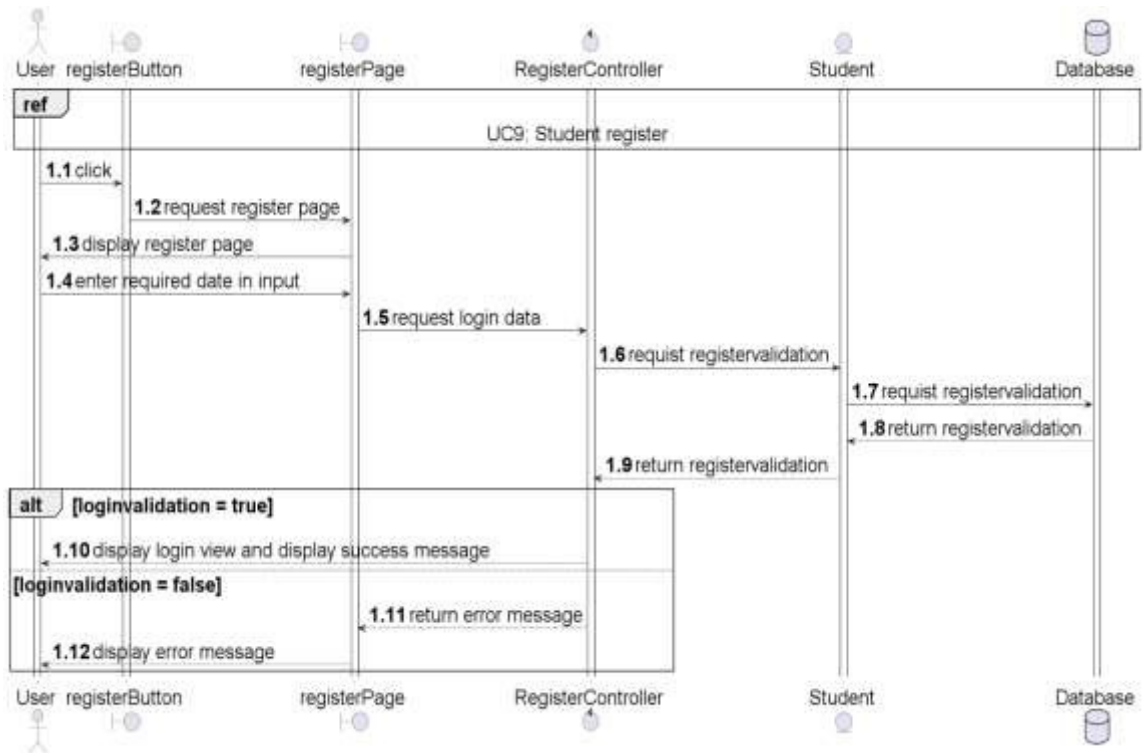 User registerButton registerPage RegisterController Student Database
ref
UC9: Student register
1.1 click
1.2 request register page
1.3 display register page
1.4 enter required date in input
1.5 request login data
1.6 requist registervalidation
1.7 requist registervalidation
1.8 return registervalidation
1.9 return registervalidation
alt [loginvalidation = true]
1.10 display login view and display success message
[loginvalidation = false]
1.11 return error message
1.12 display error message
User registerButton registerPage RegisterController Student Database